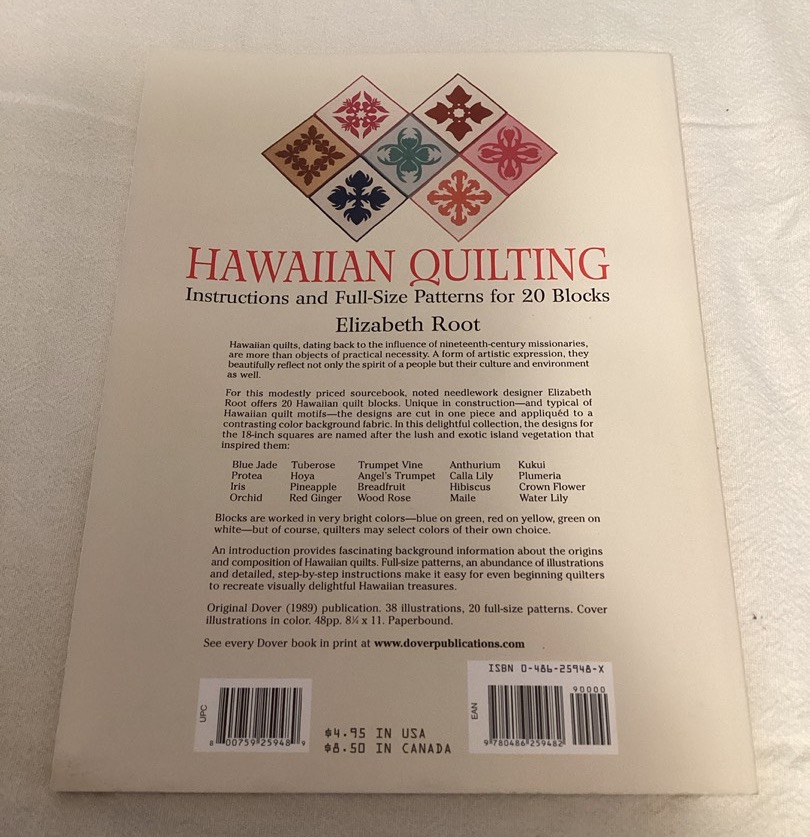 HAWAIIAN QUILTING
Instructions and Full-Size Patterns for 20 Blocks
Elizabeth Root
Hawaiian quilts, dating back to the influence of nineteenth-century missionaries,
are more than objects of practical necessity. A form of artistic expression, they
beautifully reflect not only the spirit of a people but their culture and environment
as well.
For this modestly priced sourcebook, noted needlework designer Elizabeth
Root offers 20 Hawaiian quilt blocks. Unique in construction—and typical of
Hawaiian quilt motifs—the designs are cut in one piece and appliquéd to a
contrasting color background fabric. In this delightful collection, the designs for
the 18-inch squares are named after the lush and exotic island vegetation that
inspired them:
Blue Jade Tuberose Trumpet Vine Anthurium Kukui
Protea Hoya Angel's Trumpet Calla Lily Plumeria
Iris Pineapple Breadfruit Hibiscus Crown Flower
Orchid Red Ginger Wood Rose Maile Water Lily
Blocks are worked in very bright colors—blue on green, red on yellow, green on
white—but of course, quilters may select colors of their own choice.
An introduction provides fascinating background information about the origins
and composition of Hawaiian quilts. Full-size patterns, an abundance of illustrations
and detailed, step-by-step instructions make it easy for even beginning quilters
to recreate visually delightful Hawaiian treasures.
Original Dover (1989) publication. 38 illustrations, 20 full-size patterns. Cover
illustrations in color. 48pp. 8¼ x 11. Paperbound.
See every Dover book in print at www.doverpublications.com
ISBN 0-486-25948-X
90000
UPC
EAN
8 00759 25948 9
$4.95 IN USA
$8.50 IN CANADA
9 780486 259482